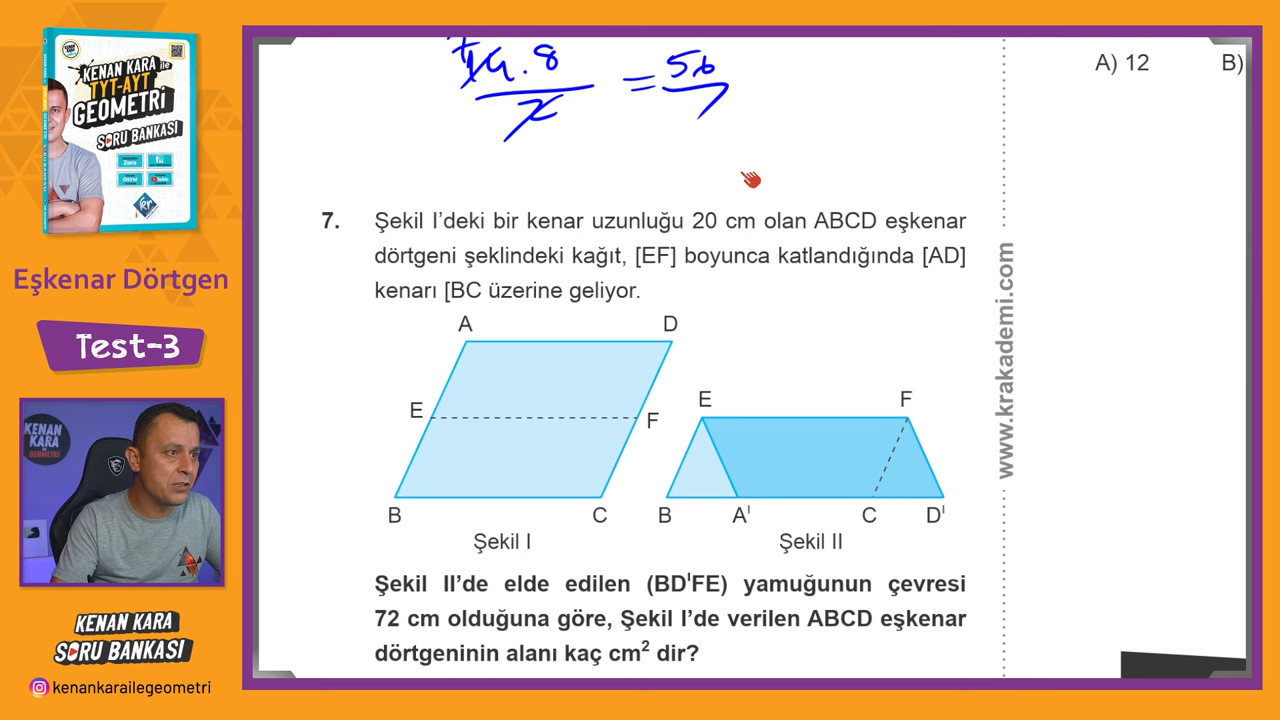 KENAN KARA ile
TYT-AYT
GEOMETRİ
SORU BANKASI
Eşkenar Dörtgen
Test-3
KENAN
KARA
KENAN KARA
SORU BANKASI
kenankarailegeometri
14 . 8
= 56
2
A) 12
B)
7. Şekil I’deki bir kenar uzunluğu 20 cm olan ABCD eşkenar
dörtgeni şeklindeki kağıt, [EF] boyunca katlandığında [AD]
kenarı [BC üzerine geliyor.
A D
E F
B C
Şekil I
E F
B A' C D'
Şekil II
Şekil II’de elde edilen (BD'FE) yamuğunun çevresi
72 cm olduğuna göre, Şekil I’de verilen ABCD eşkenar
dörtgeninin alanı kaç cm² dir?
www.krakademi.com